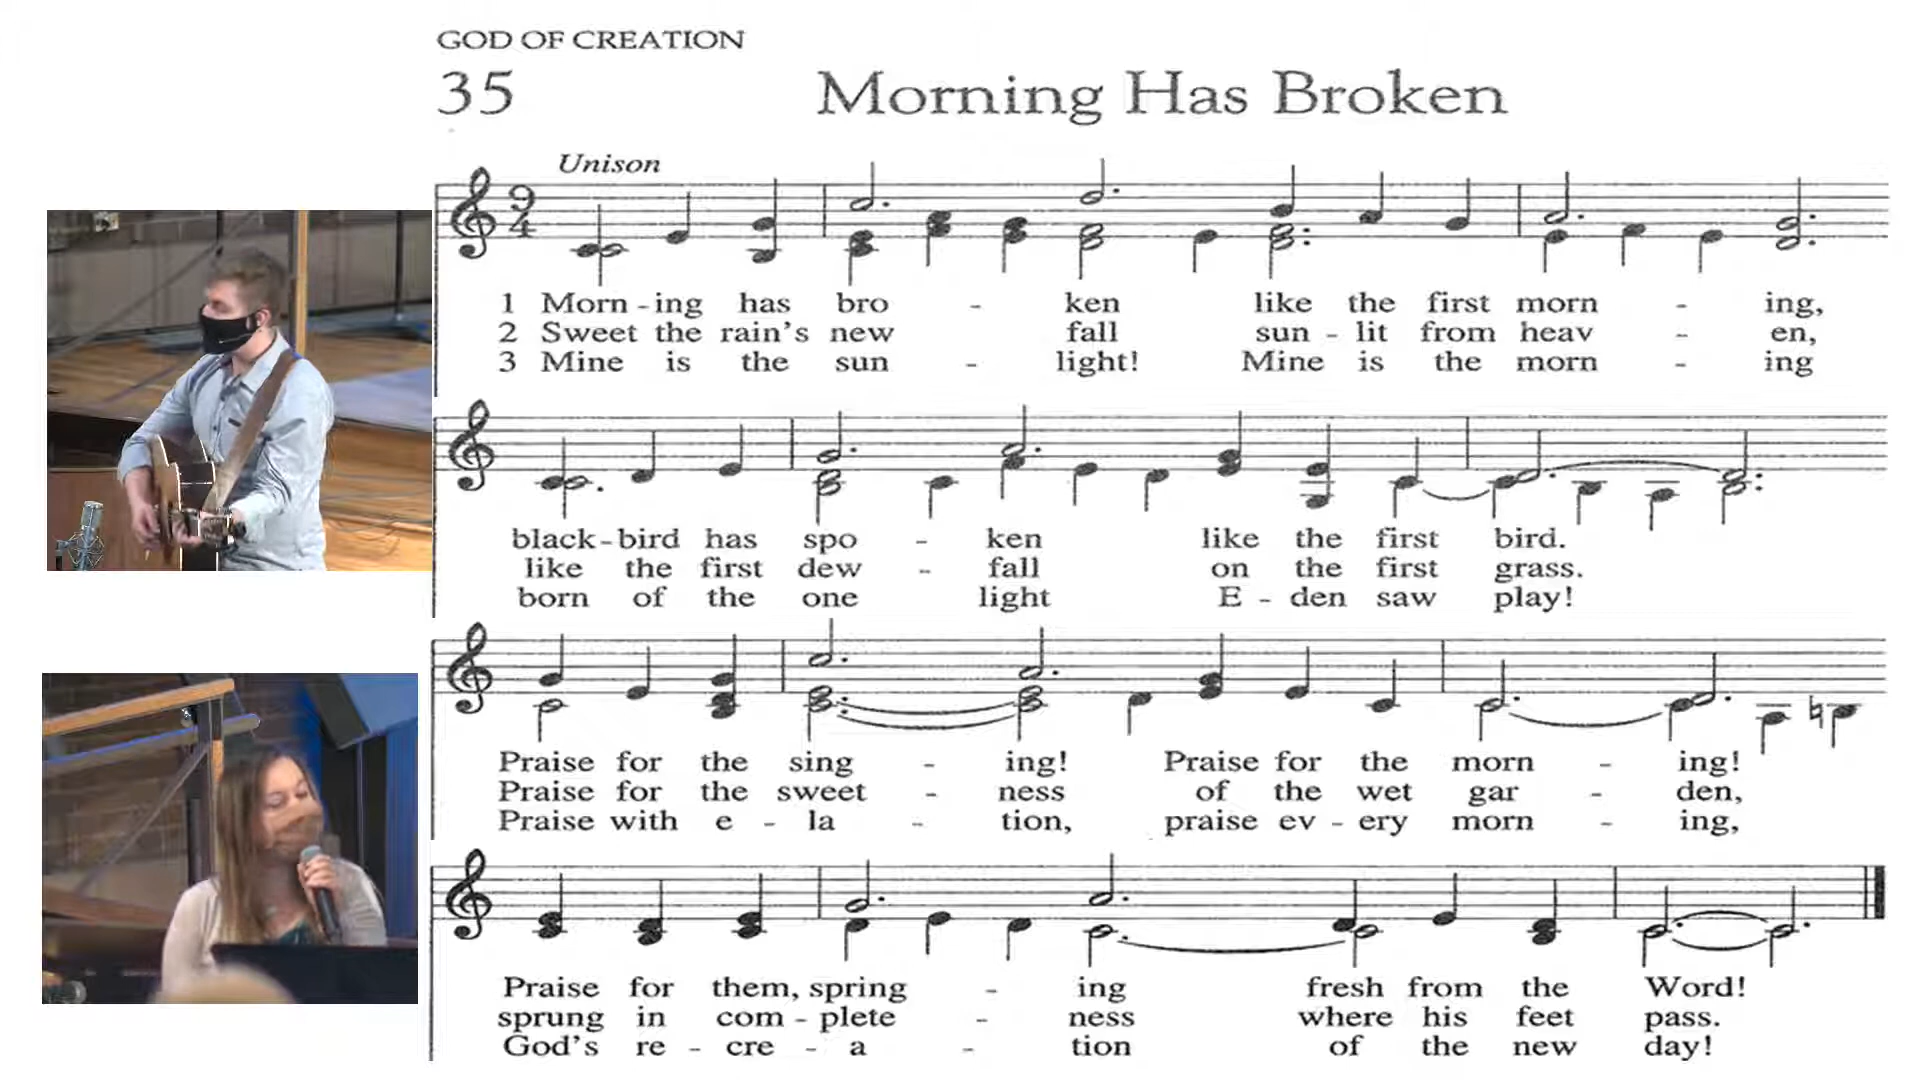 GOD OF CREATION
35 Morning Has Broken
Unison
9
4
1 Morn - ing has bro - ken like the first morn - ing,
2 Sweet the rain's new fall sun - lit from heav - en,
3 Mine is the sun - light! Mine is the morn - ing
black - bird has spo - ken like the first bird.
like the first dew - fall on the first grass.
born of the one light E - den saw play!
Praise for the sing - ing! Praise for the morn - ing!
Praise for the sweet - ness of the wet gar - den,
Praise with e - la - tion, praise ev - ery morn - ing,
Praise for them, spring - ing fresh from the Word!
sprung in com - plete - ness where his feet pass.
God's re - cre - a - tion of the new day!